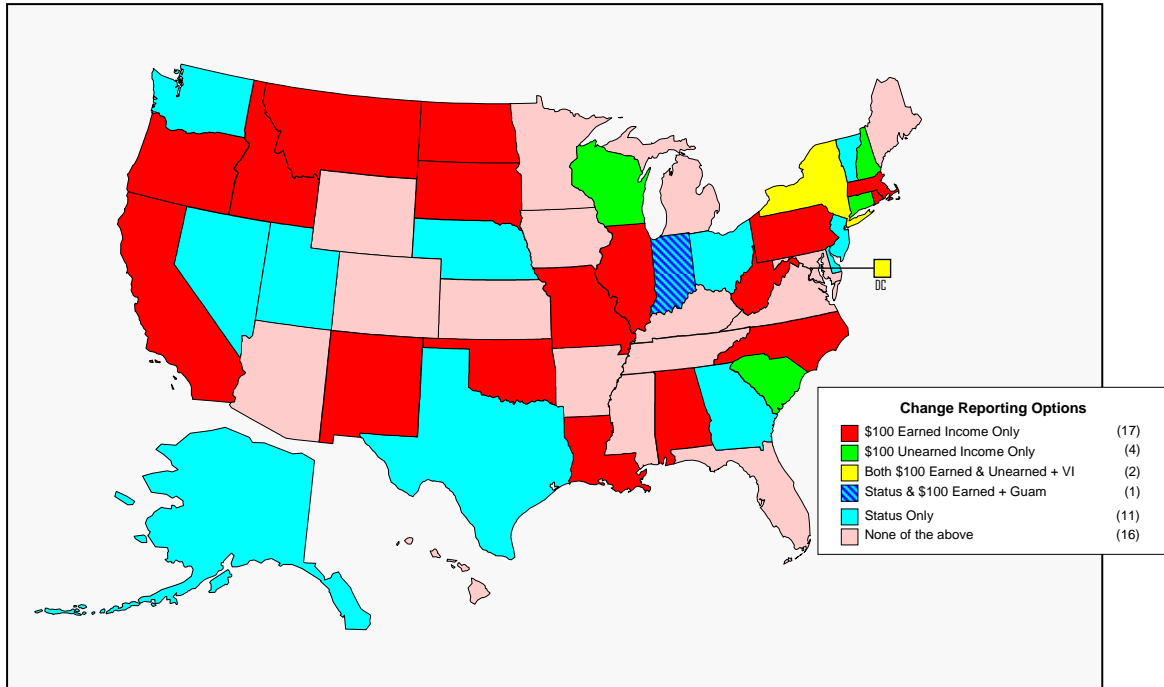 DC
Change Reporting Options
$100 Earned Income Only (17)
$100 Unearned Income Only (4)
Both $100 Earned & Unearned + VI (2)
Status & $100 Earned + Guam (1)
Status Only (11)
None of the above (16)